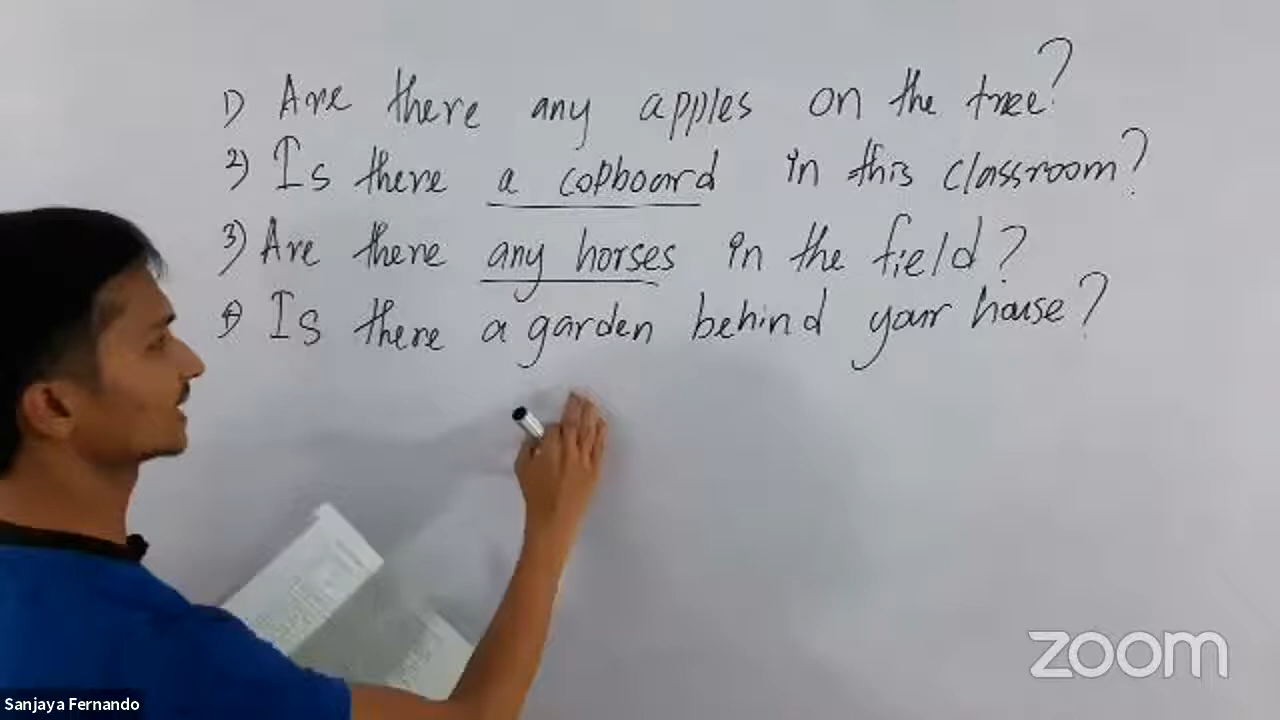 1) Are there any apples on the tree?
2) Is there a copboard in this classroom?
3) Are there any horses in the field?
4) Is there a garden behind your house?
zoom
Sanjaya Fernando